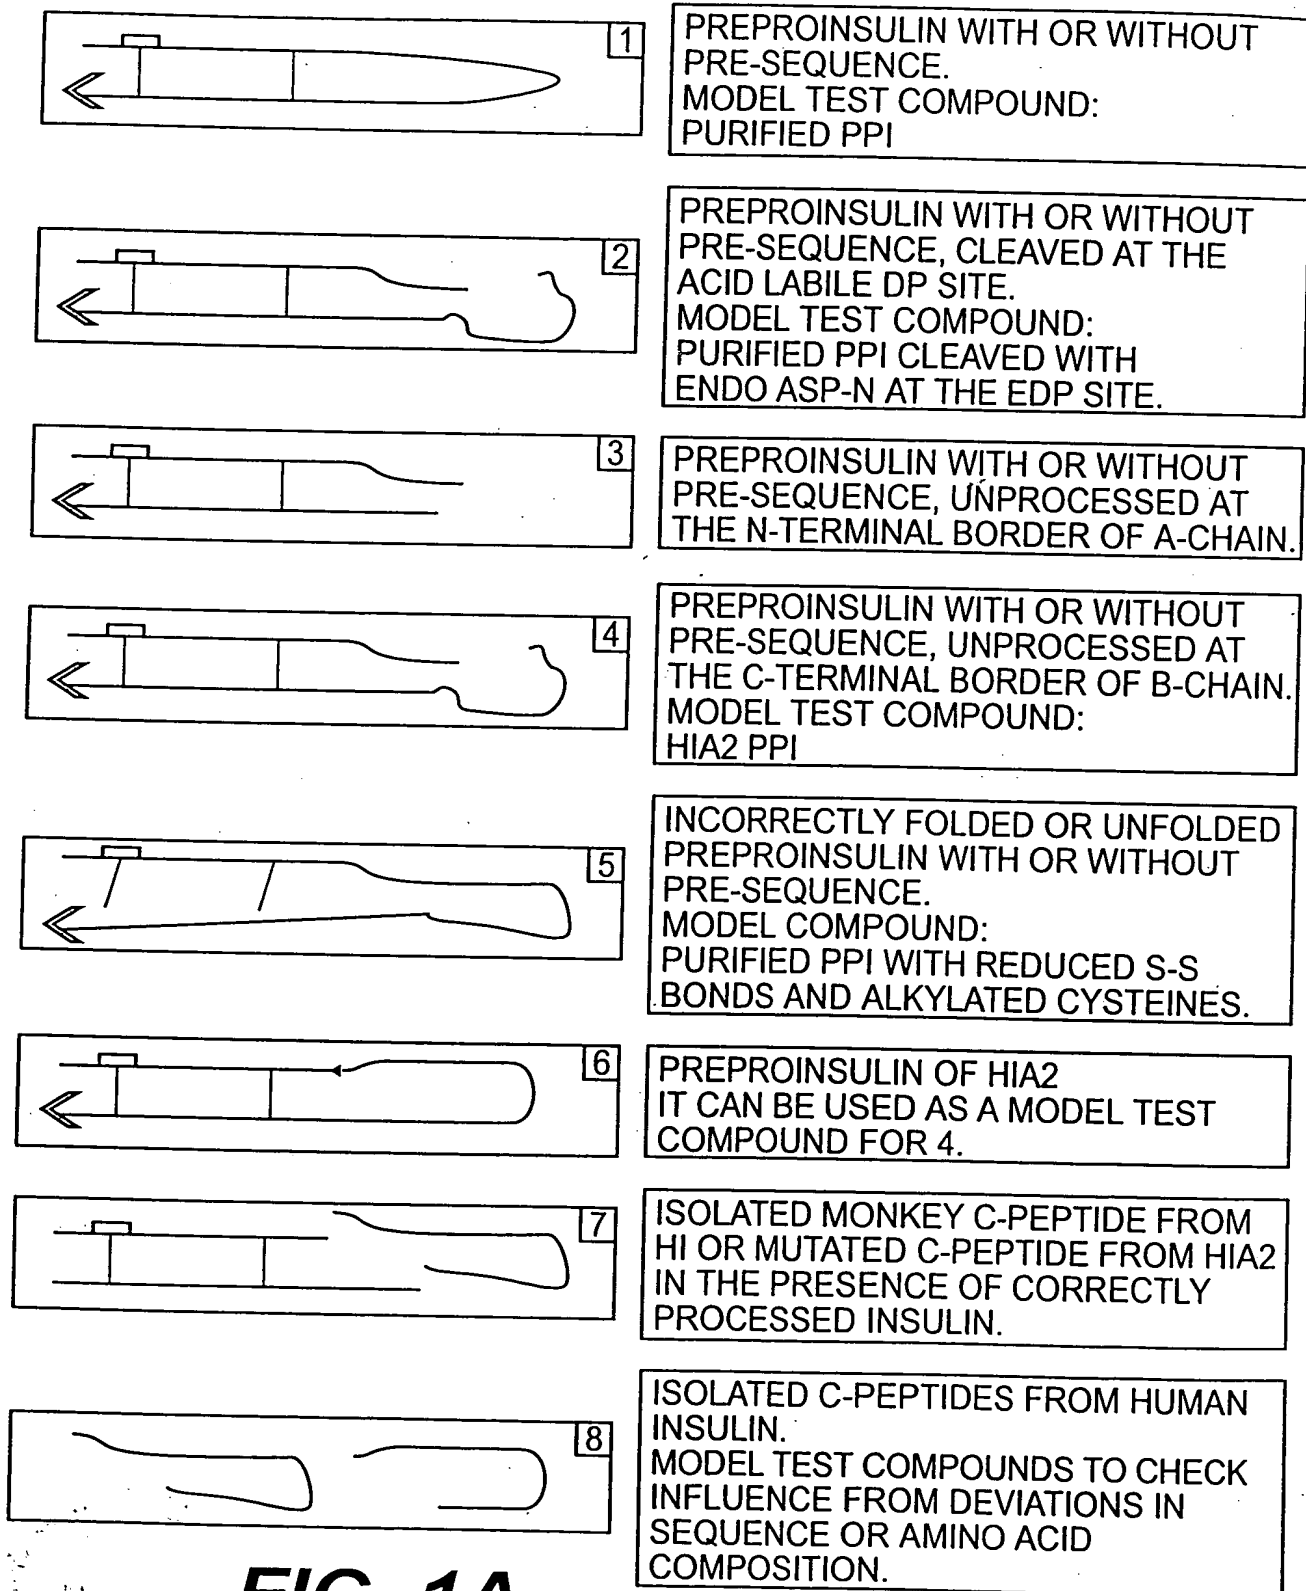 1
PREPROINSULIN WITH OR WITHOUT
PRE-SEQUENCE.
MODEL TEST COMPOUND:
PURIFIED PPI
2
PREPROINSULIN WITH OR WITHOUT
PRE-SEQUENCE, CLEAVED AT THE
ACID LABILE DP SITE.
MODEL TEST COMPOUND:
PURIFIED PPI CLEAVED WITH
ENDO ASP-N AT THE EDP SITE.
3
PREPROINSULIN WITH OR WITHOUT
PRE-SEQUENCE, UNPROCESSED AT
THE N-TERMINAL BORDER OF A-CHAIN.
4
PREPROINSULIN WITH OR WITHOUT
PRE-SEQUENCE, UNPROCESSED AT
THE C-TERMINAL BORDER OF B-CHAIN.
MODEL TEST COMPOUND:
HIA2 PPI
5
INCORRECTLY FOLDED OR UNFOLDED
PREPROINSULIN WITH OR WITHOUT
PRE-SEQUENCE.
MODEL COMPOUND:
PURIFIED PPI WITH REDUCED S-S
BONDS AND ALKYLATED CYSTEINES.
6
PREPROINSULIN OF HIA2
IT CAN BE USED AS A MODEL TEST
COMPOUND FOR 4.
7
ISOLATED MONKEY C-PEPTIDE FROM
HI OR MUTATED C-PEPTIDE FROM HIA2
IN THE PRESENCE OF CORRECTLY
PROCESSED INSULIN.
8
ISOLATED C-PEPTIDES FROM HUMAN
INSULIN.
MODEL TEST COMPOUNDS TO CHECK
INFLUENCE FROM DEVIATIONS IN
SEQUENCE OR AMINO ACID
COMPOSITION.
FIG. 1A